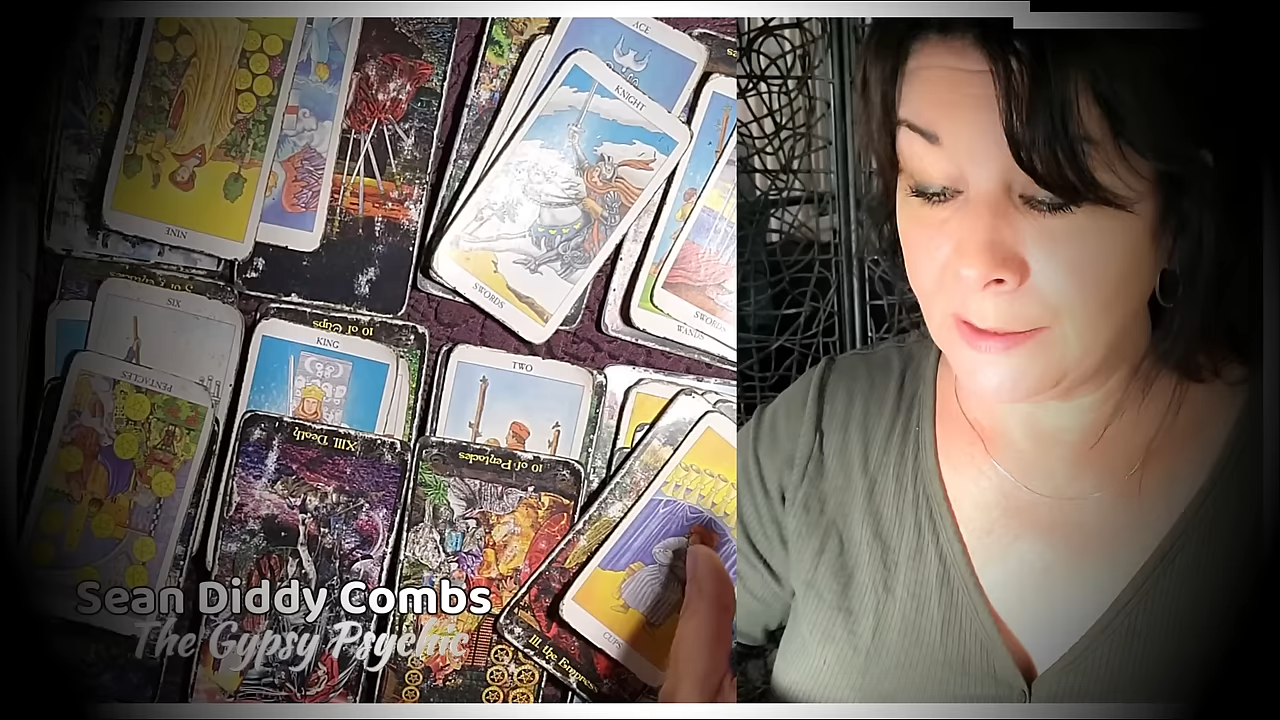 ACE
KNIGHT
SWORDS
NINE
SWORDS
WANDS
SIX
10 of Cups
KING
TWO
PENTACLES
XIII. Death
10 of Pentacles
CUPS
III. the Empress
Sean Diddy Combs
The Gypsy Psychic